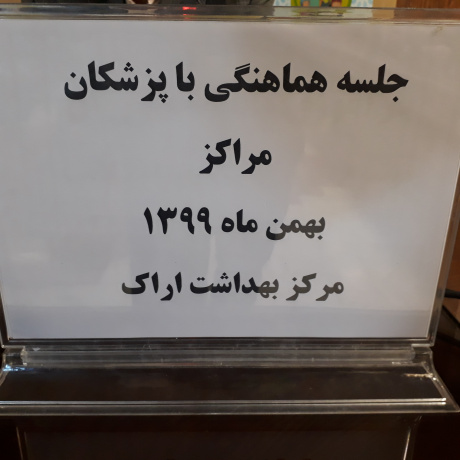 جلسه هماهنگی با پزشکان
مراکز
بهمن ماه ۱۳۹۹
مرکز بهداشت اراک